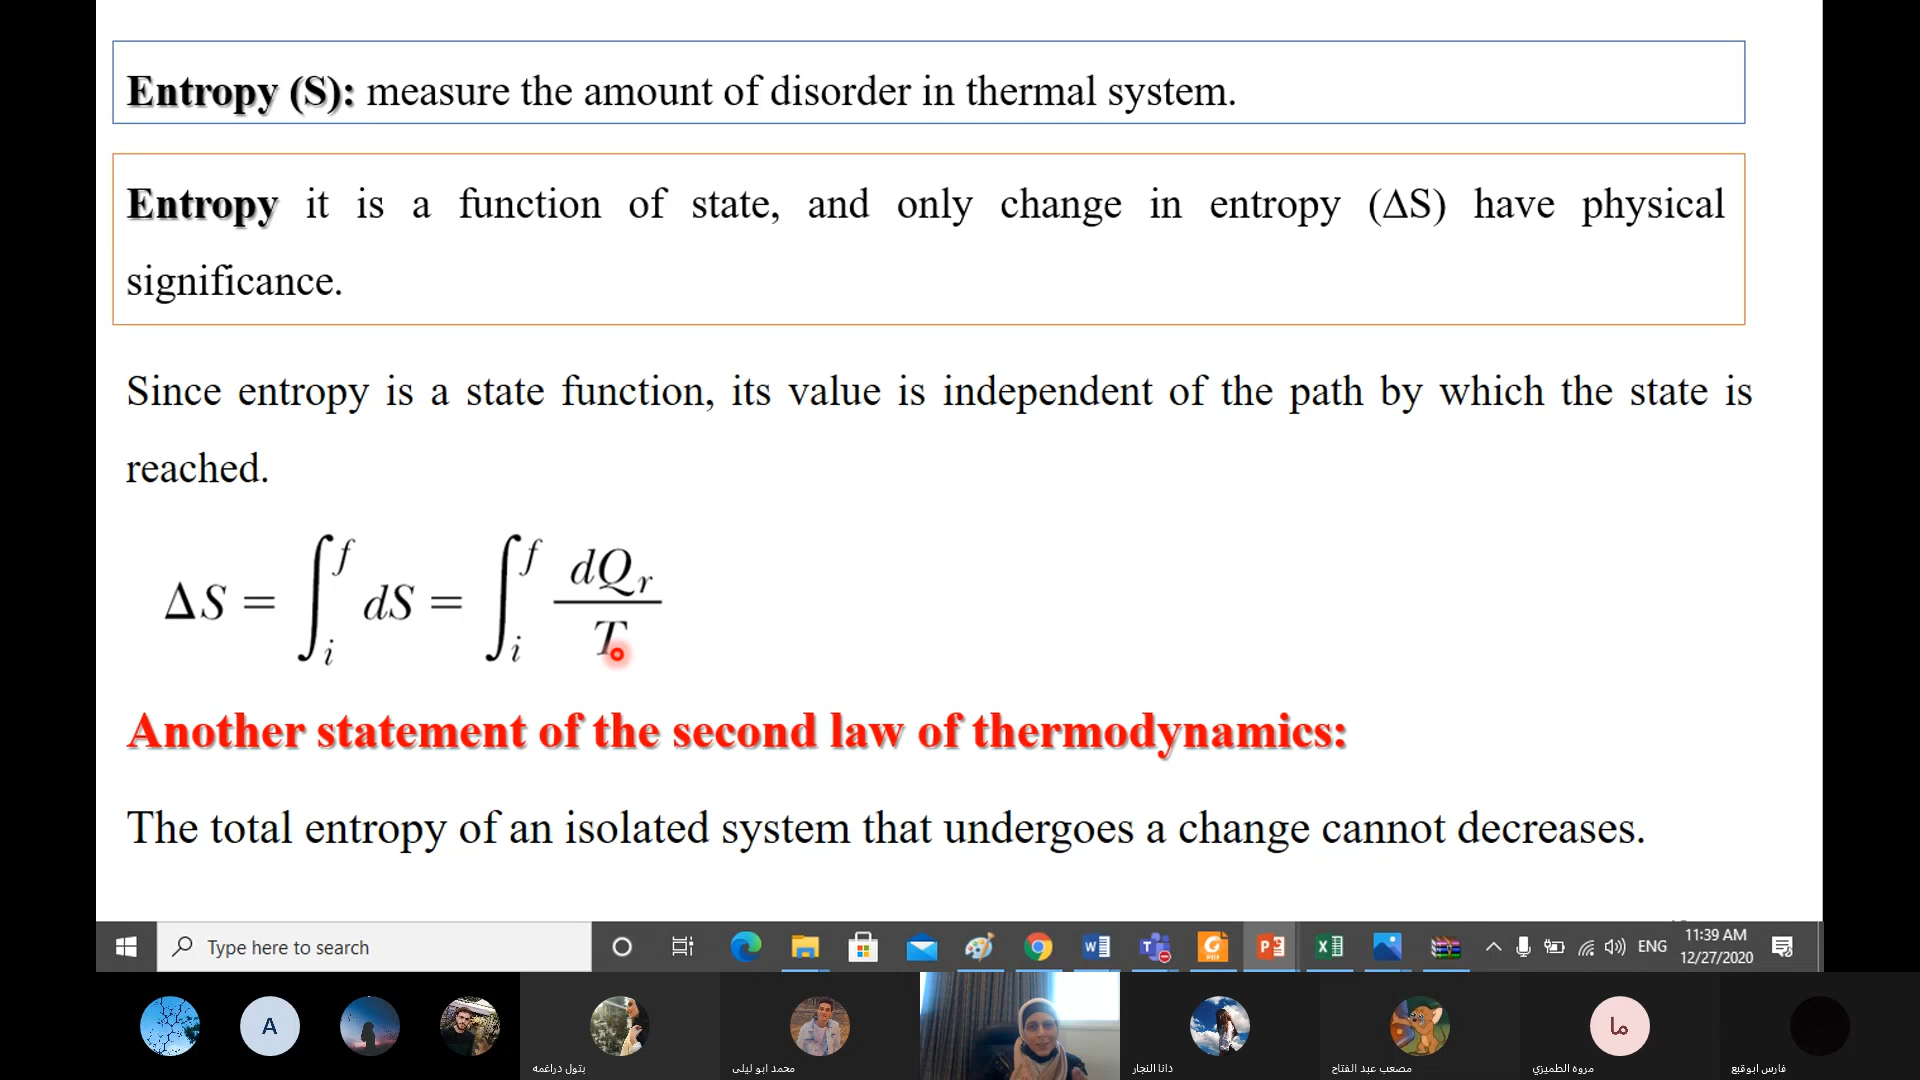 Entropy (S): measure the amount of disorder in thermal system.
Entropy it is a function of state, and only change in entropy (ΔS) have physical
significance.
Since entropy is a state function, its value is independent of the path by which the state is
reached.
ΔS = ∫_i^f dS = ∫_i^f dQ_r / T
Another statement of the second law of thermodynamics:
The total entropy of an isolated system that undergoes a change cannot decreases.
Type here to search
ENG
11:39 AM
12/27/2020
A
ما
بتول دراغمه
محمد ابو ليلى
دانا النجار
مصعب عبد الفتاح
مروه الطميزي
فارس ابوقبع